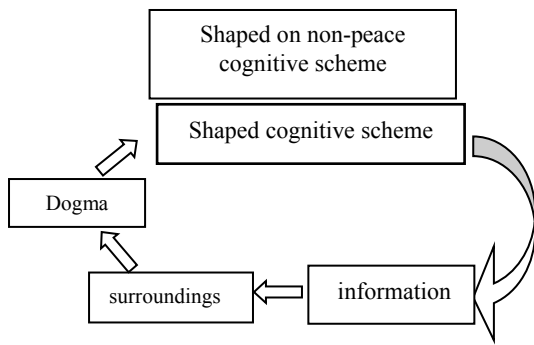 Shaped on non-peace
cognitive scheme
Shaped cognitive scheme
Dogma
surroundings
information